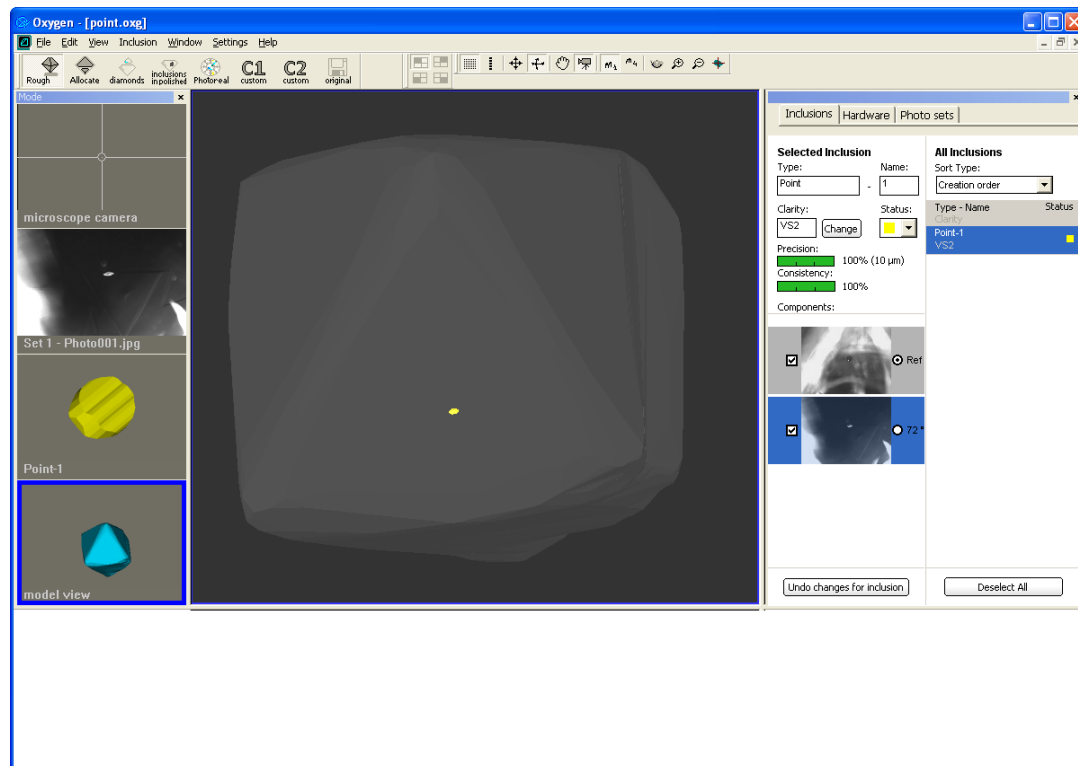 Oxygen - [point.oxg]
File Edit View Inclusion Window Settings Help
Rough
Allocate
diamonds
inclusions
inpolished
Photoreal
C1
custom
C2
custom
original
Mode
microscope camera
Set 1 - Photo001.jpg
Point-1
model view
Inclusions Hardware Photo sets
Selected Inclusion
Type: Name:
Point - 1
Clarity: Status:
VS2 Change
Precision:
100% (10 µm)
Consistency:
100%
Components:
Ref
72 °
Undo changes for inclusion
All Inclusions
Sort Type:
Creation order
Type - Name Status
Clarity
Point-1
VS2
Deselect All